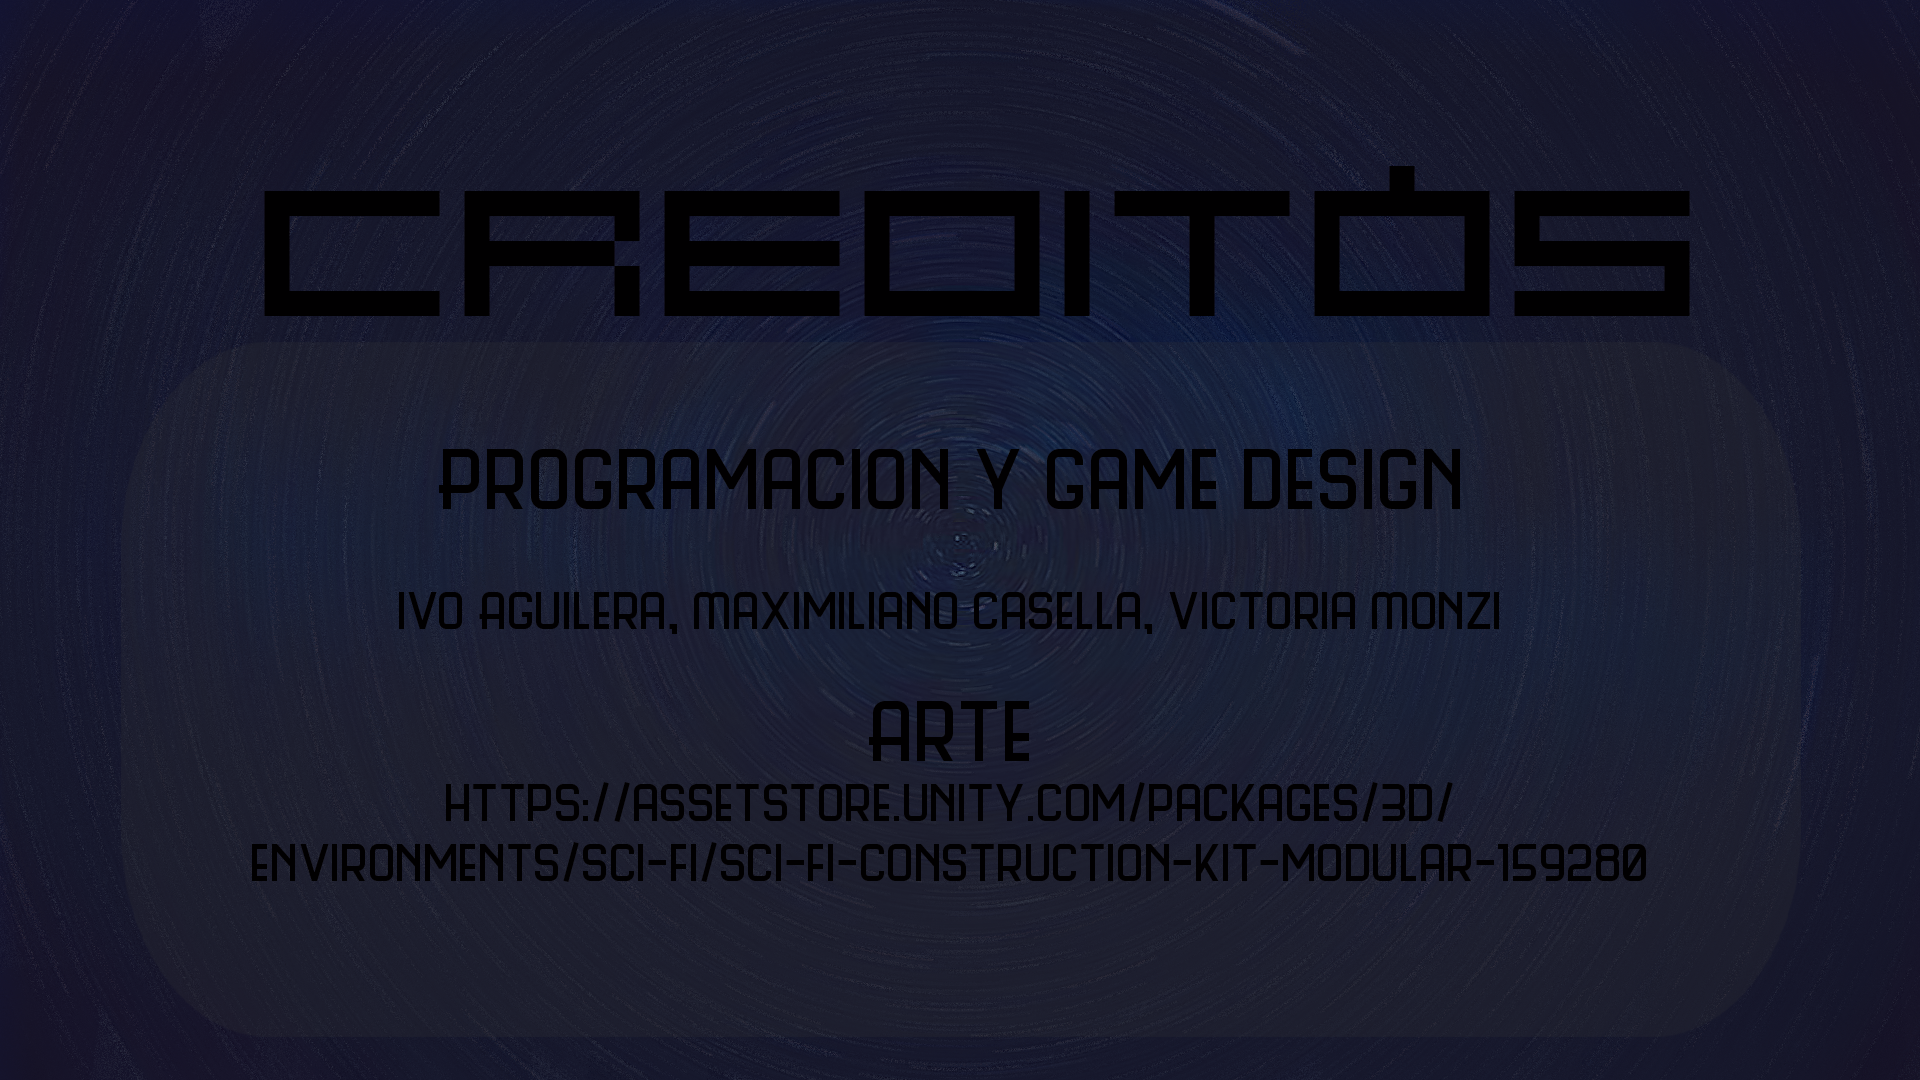 CREDITÓS
PROGRAMACION Y GAME DESIGN
IVO AGUILERA, MAXIMILIANO CASELLA, VICTORIA MONZI
ARTE
HTTPS://ASSETSTORE.UNITY.COM/PACKAGES/3D/
ENVIRONMENTS/SCI-FI/SCI-FI-CONSTRUCTION-KIT-MODULAR-159280